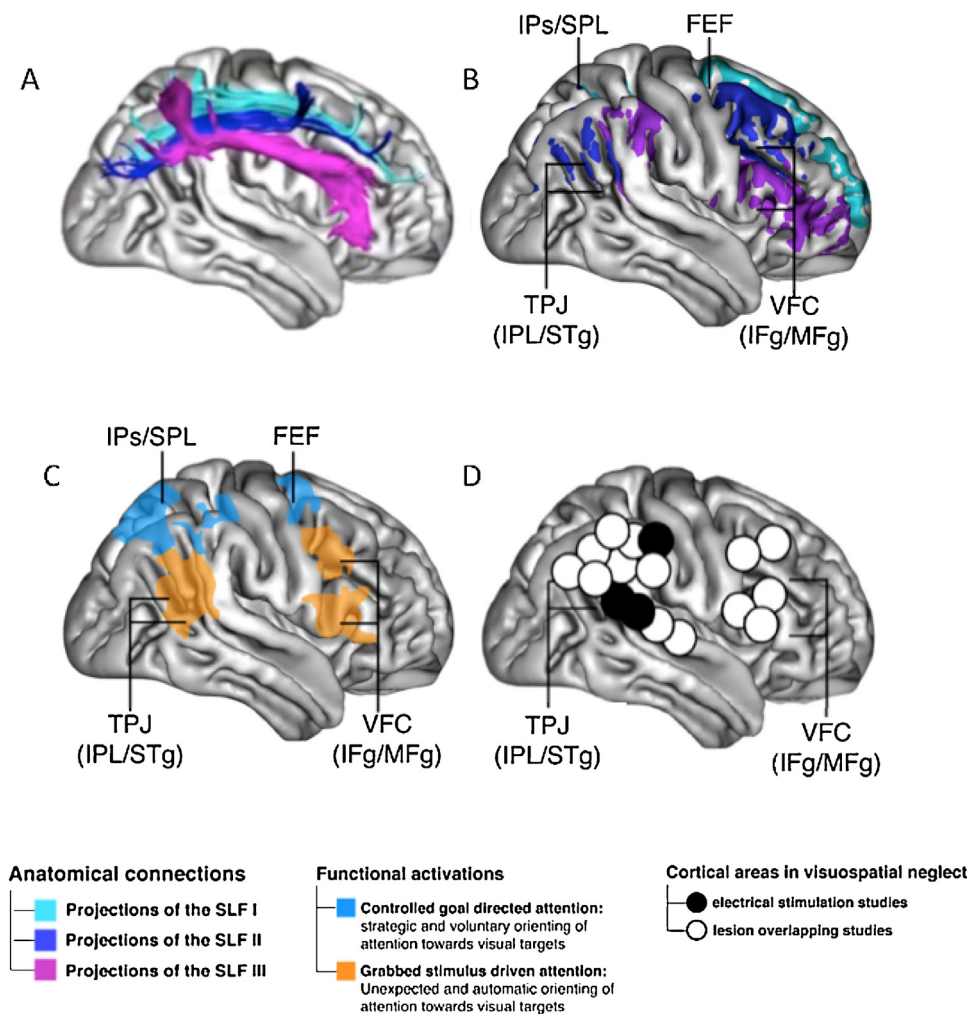 A
B
IPs/SPL
FEF
TPJ
(IPL/STg)
VFC
(IFg/MFg)
C
IPs/SPL
FEF
TPJ
(IPL/STg)
VFC
(IFg/MFg)
D
TPJ
(IPL/STg)
VFC
(IFg/MFg)
Anatomical connections
Projections of the SLF I
Projections of the SLF II
Projections of the SLF III
Functional activations
Controlled goal directed attention:
strategic and voluntary orienting of
attention towards visual targets
Grabbed stimulus driven attention:
Unexpected and automatic orienting of
attention towards visual targets
Cortical areas in visuospatial neglect
electrical stimulation studies
lesion overlapping studies